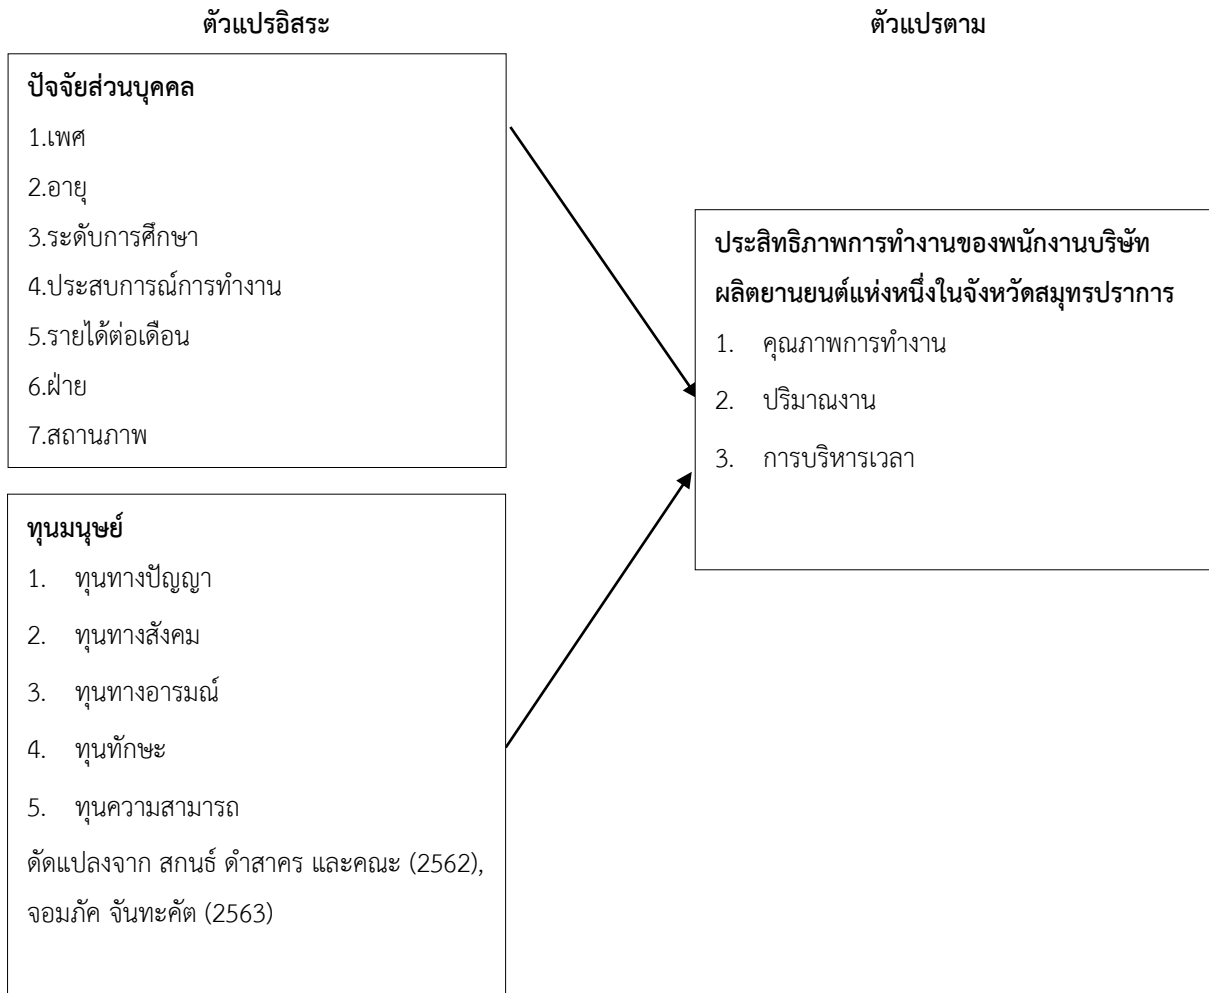 ตัวแปรอิสระ
ตัวแปรตาม
ปัจจัยส่วนบุคคล
1.เพศ
2.อายุ
3.ระดับการศึกษา
4.ประสบการณ์การทำงาน
5.รายได้ต่อเดือน
6.ฝ่าย
7.สถานภาพ
ทุนมนุษย์
1. ทุนทางปัญญา
2. ทุนทางสังคม
3. ทุนทางอารมณ์
4. ทุนทักษะ
5. ทุนความสามารถ
ดัดแปลงจาก สกนธ์ ดำสาคร และคณะ (2562),
จอมภัค จันทะคัต (2563)
ประสิทธิภาพการทำงานของพนักงานบริษัท
ผลิตยานยนต์แห่งหนึ่งในจังหวัดสมุทรปราการ
1. คุณภาพการทำงาน
2. ปริมาณงาน
3. การบริหารเวลา